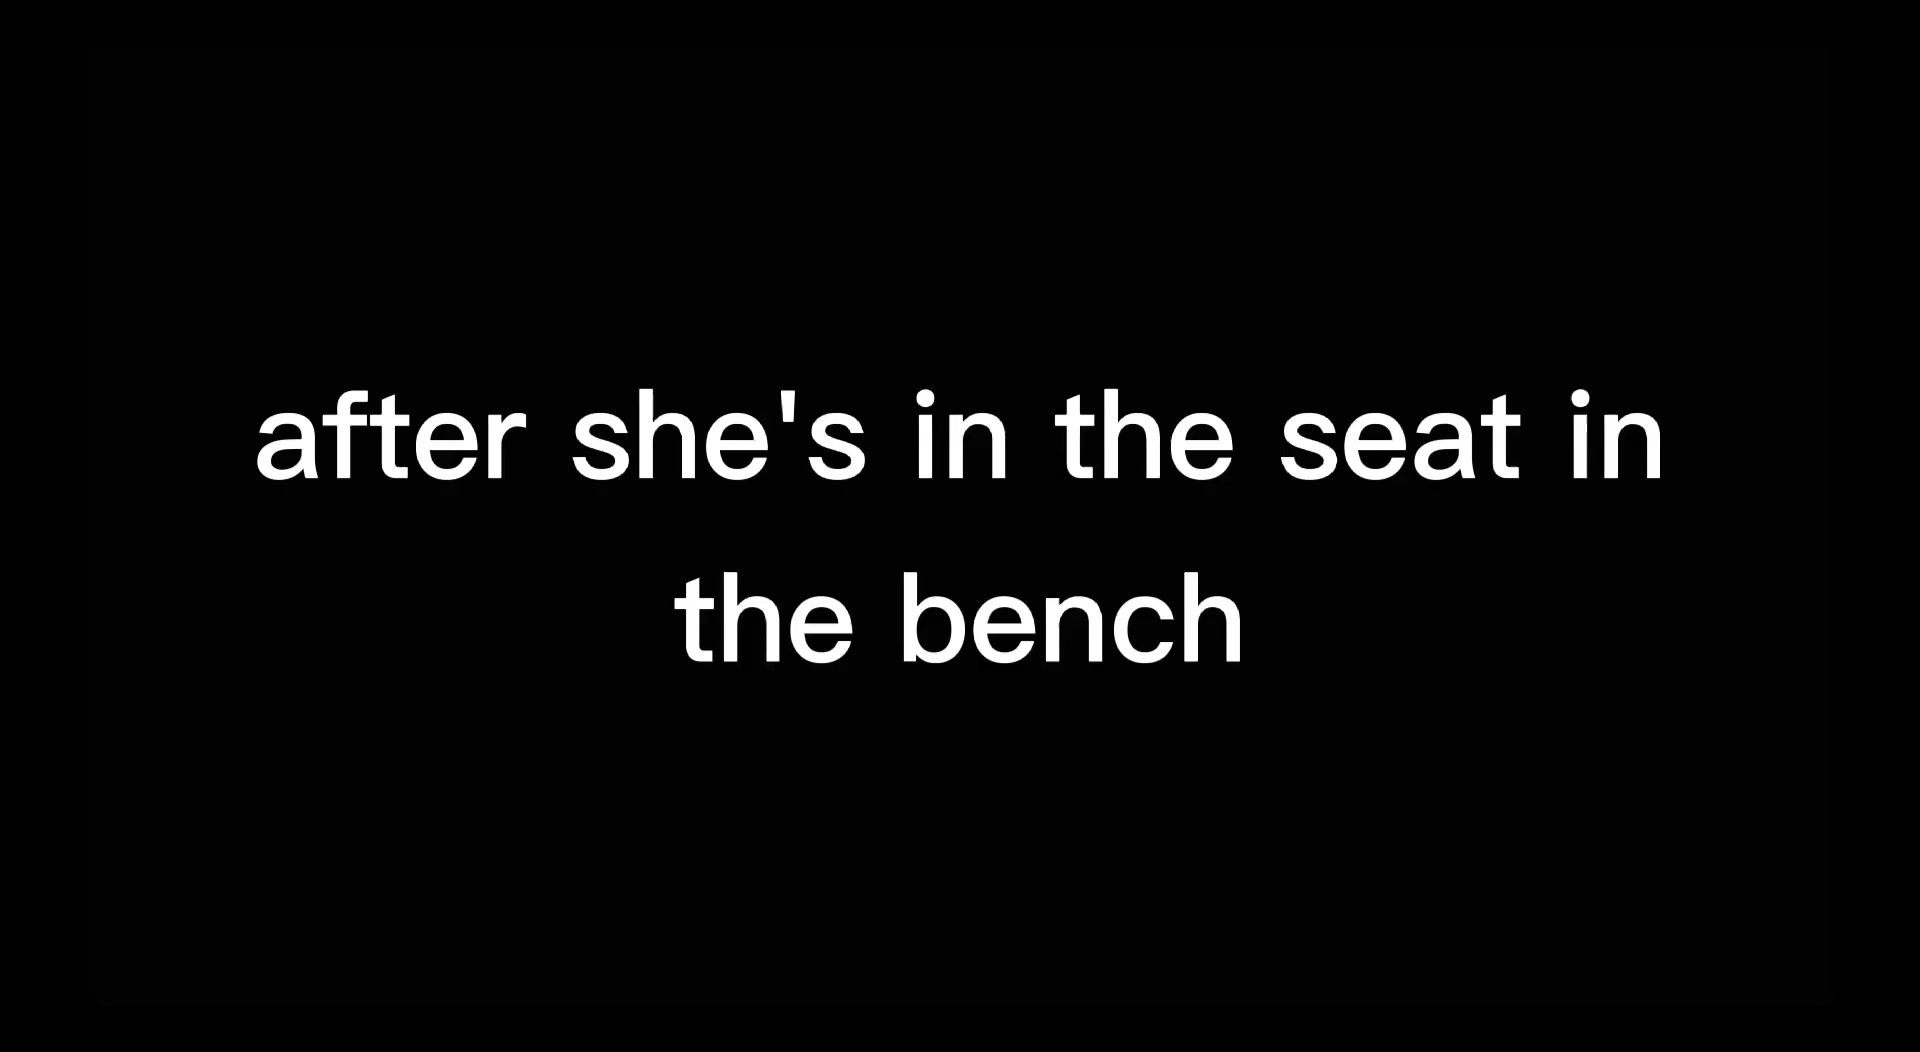 after she's in the seat in
the bench